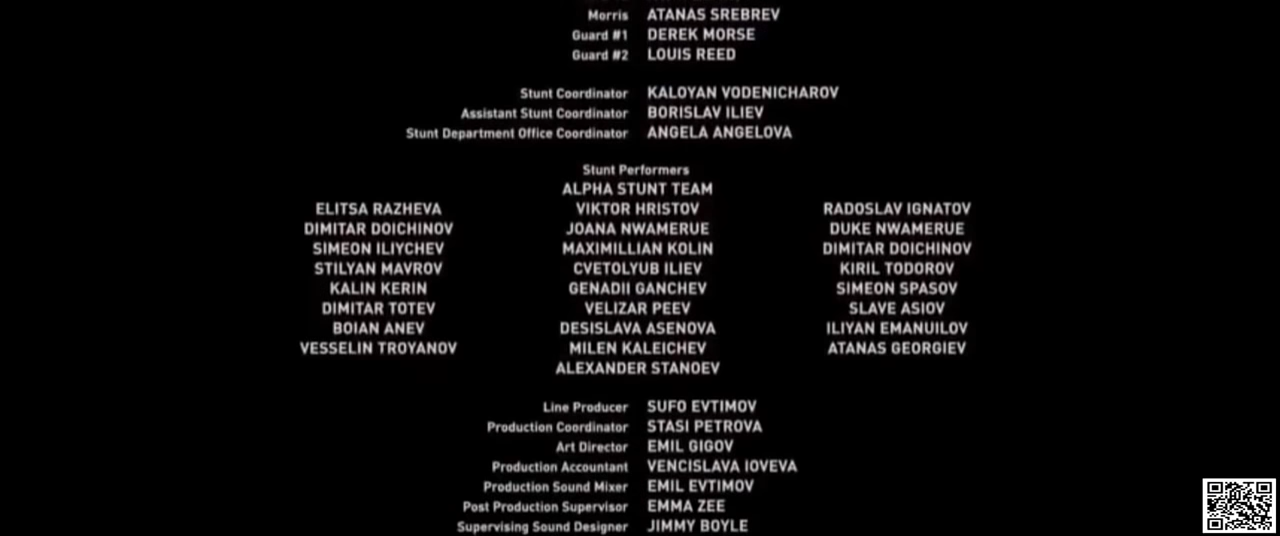 Morris ATANAS SREBREV
Guard #1 DEREK MORSE
Guard #2 LOUIS REED
Stunt Coordinator KALOYAN VODENICHAROV
Assistant Stunt Coordinator BORISLAV ILIEV
Stunt Department Office Coordinator ANGELA ANGELOVA
Stunt Performers
ALPHA STUNT TEAM
ELITSA RAZHEVA VIKTOR HRISTOV RADOSLAV IGNATOV
DIMITAR DOICHINOV JOANA NWAMERUE DUKE NWAMERUE
SIMEON ILIYCHEV MAXIMILLIAN KOLIN DIMITAR DOICHINOV
STILYAN MAVROV CVETOLYUB ILIEV KIRIL TODOROV
KALIN KERIN GENADII GANCHEV SIMEON SPASOV
DIMITAR TOTEV VELIZAR PEEV SLAVE ASIOV
BOIAN ANEV DESISLAVA ASENOVA ILIYAN EMANUILOV
VESSELIN TROYANOV MILEN KALEICHEV ATANAS GEORGIEV
ALEXANDER STANOEV
Line Producer SUFO EVTIMOV
Production Coordinator STASI PETROVA
Art Director EMIL GIGOV
Production Accountant VENCISLAVA IOVEVA
Production Sound Mixer EMIL EVTIMOV
Post Production Supervisor EMMA ZEE
Supervising Sound Designer JIMMY BOYLE